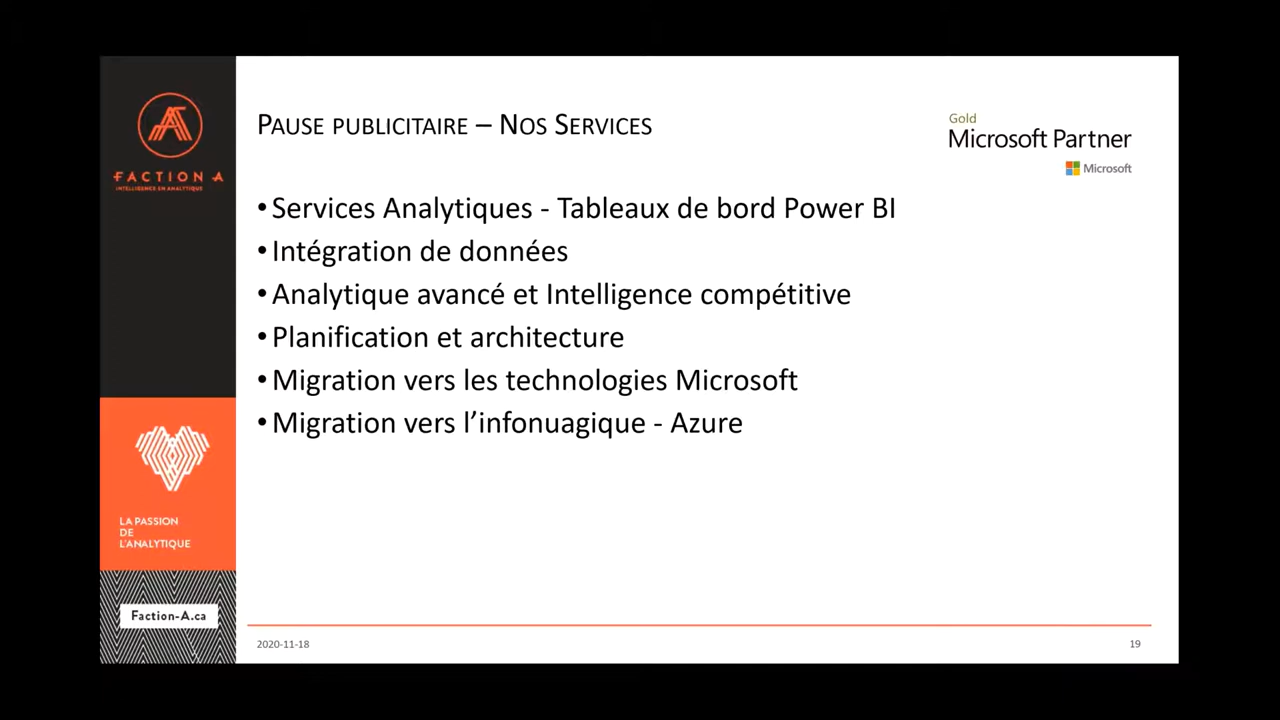 FACTION A
INTELLIGENCE EN ANALYTIQUE
PAUSE PUBLICITAIRE – NOS SERVICES
Gold
Microsoft Partner
Microsoft
• Services Analytiques - Tableaux de bord Power BI
• Intégration de données
• Analytique avancé et Intelligence compétitive
• Planification et architecture
• Migration vers les technologies Microsoft
• Migration vers l’infonuagique - Azure
LA PASSION
DE
L'ANALYTIQUE
Faction-A.ca
2020-11-18
19